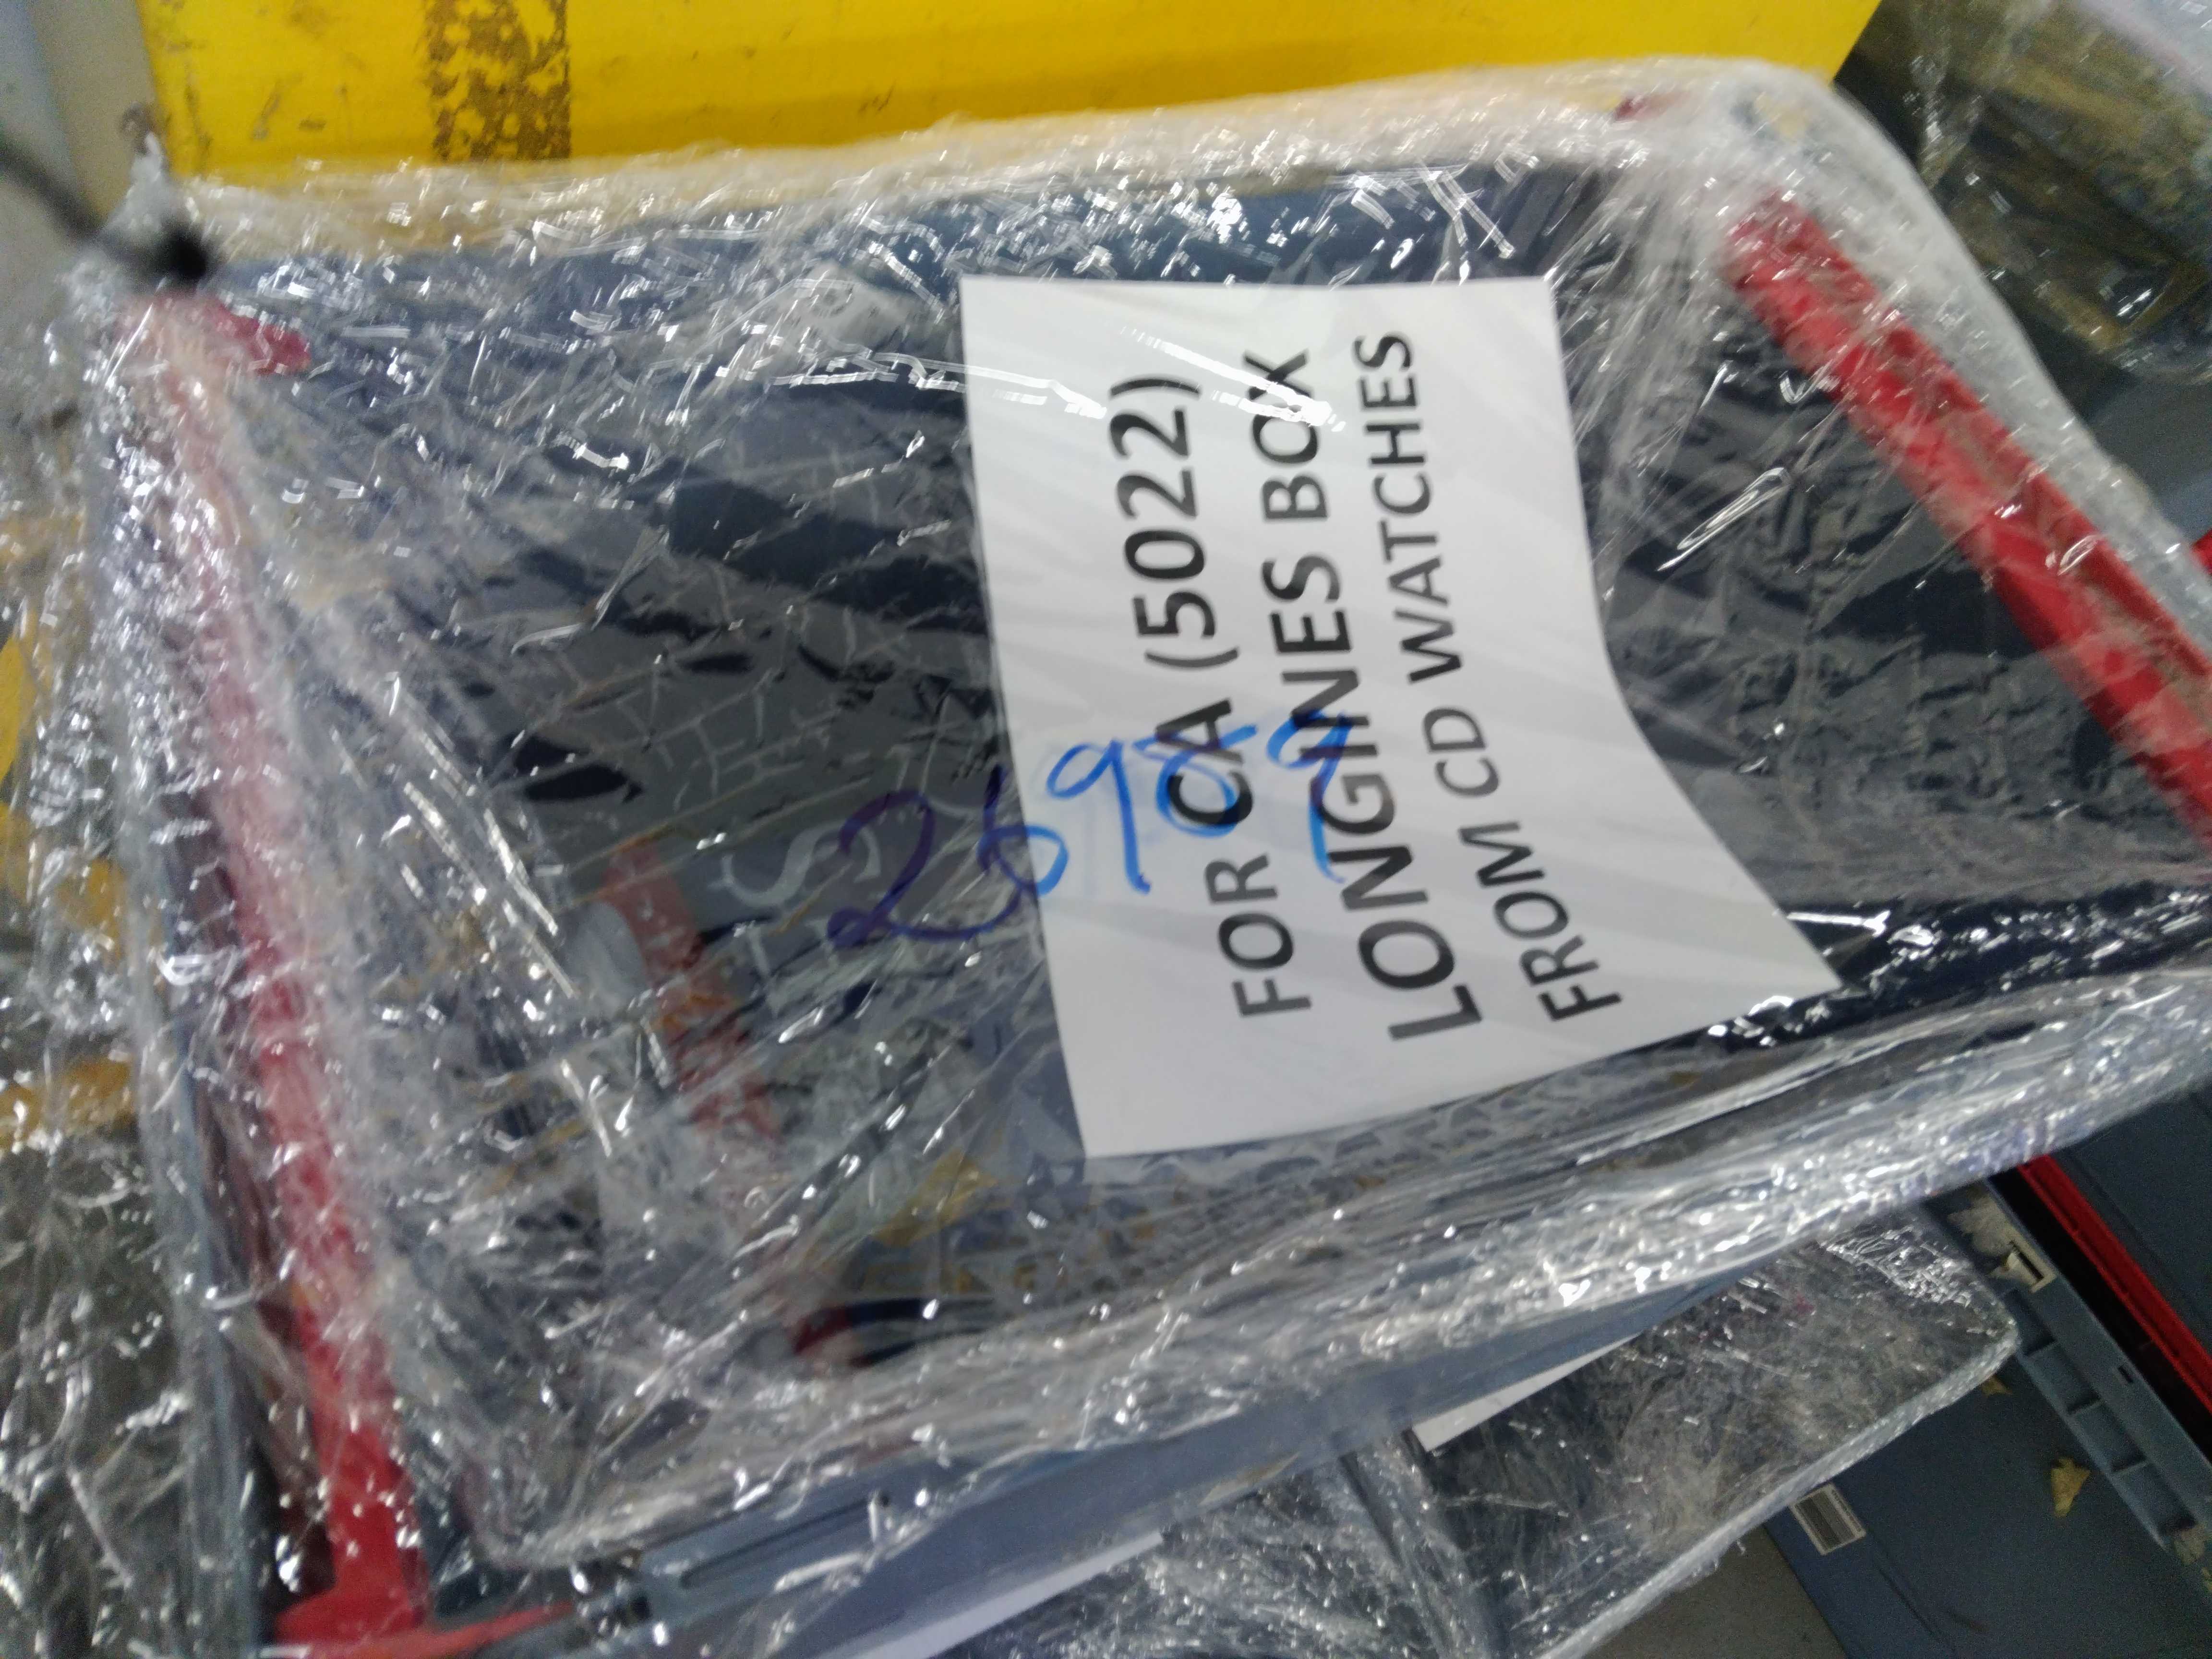 FOR CA (5022)
LONGINES BOX
FROM CD WATCHES
26989